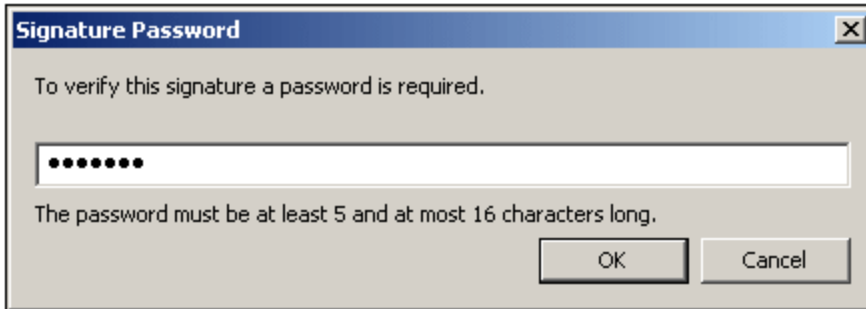 Signature Password
To verify this signature a password is required.
•••••••
The password must be at least 5 and at most 16 characters long.
OK Cancel